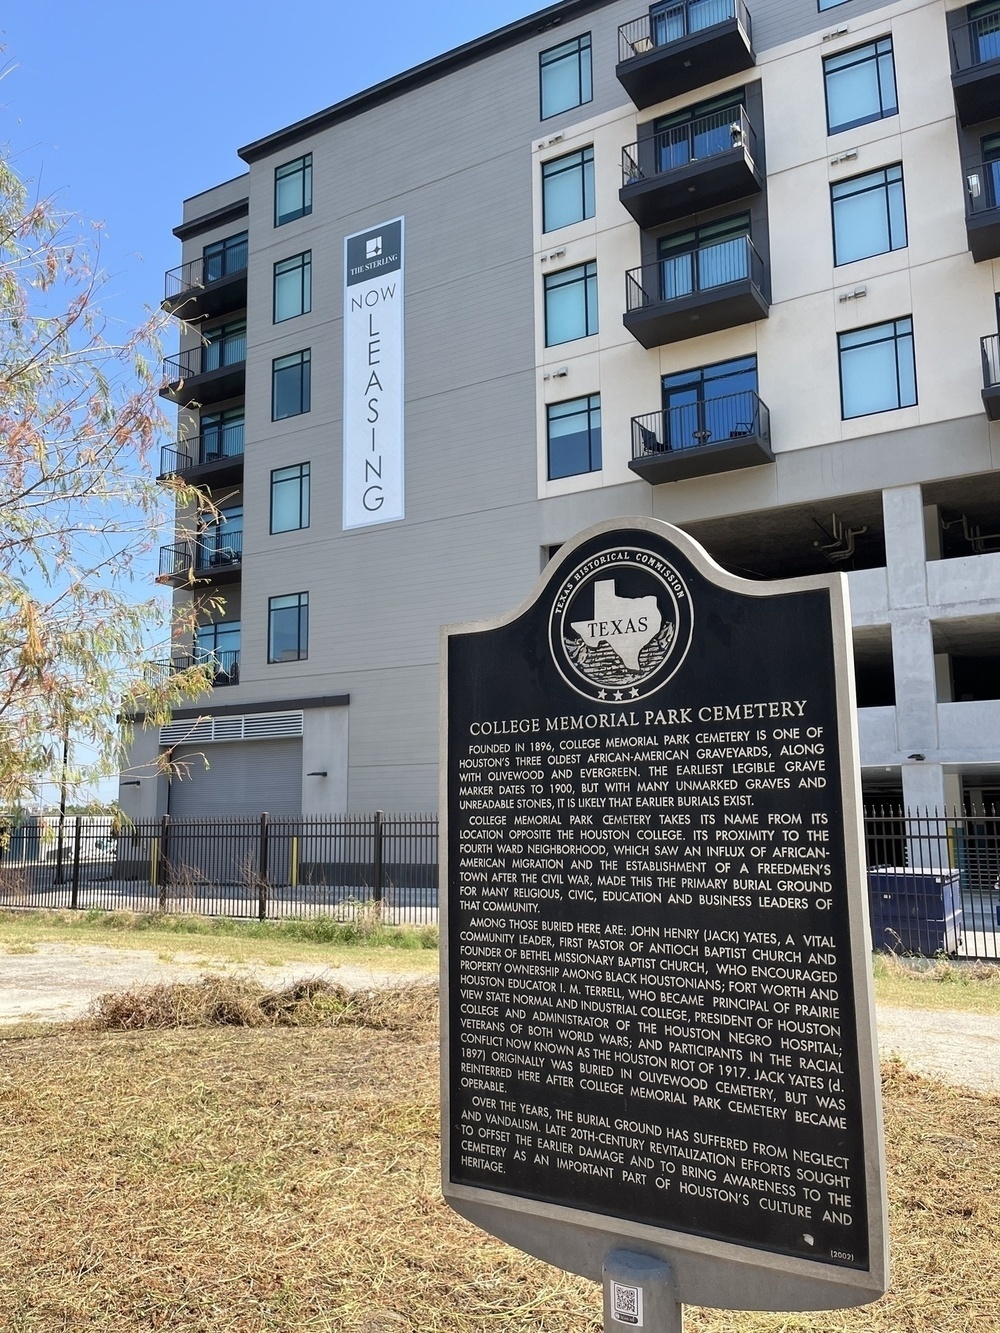 THE STERLING
NOW
LEASING
TEXAS HISTORICAL COMMISSION
TEXAS
COLLEGE MEMORIAL PARK CEMETERY
FOUNDED IN 1896, COLLEGE MEMORIAL PARK CEMETERY IS ONE OF
HOUSTON'S THREE OLDEST AFRICAN-AMERICAN GRAVEYARDS, ALONG
WITH OLIVEWOOD AND EVERGREEN. THE EARLIEST LEGIBLE GRAVE
MARKER DATES TO 1900, BUT WITH MANY UNMARKED GRAVES AND
UNREADABLE STONES, IT IS LIKELY THAT EARLIER BURIALS EXIST.
COLLEGE MEMORIAL PARK CEMETERY TAKES ITS NAME FROM ITS
LOCATION OPPOSITE THE HOUSTON COLLEGE. ITS PROXIMITY TO THE
FOURTH WARD NEIGHBORHOOD, WHICH SAW AN INFLUX OF AFRICAN-
AMERICAN MIGRATION AND THE ESTABLISHMENT OF A FREEDMEN'S
TOWN AFTER THE CIVIL WAR, MADE THIS THE PRIMARY BURIAL GROUND
FOR MANY RELIGIOUS, CIVIC, EDUCATION AND BUSINESS LEADERS OF
THAT COMMUNITY.
AMONG THOSE BURIED HERE ARE: JOHN HENRY (JACK) YATES, A VITAL
COMMUNITY LEADER, FIRST PASTOR OF ANTIOCH BAPTIST CHURCH AND
FOUNDER OF BETHEL MISSIONARY BAPTIST CHURCH, WHO ENCOURAGED
PROPERTY OWNERSHIP AMONG BLACK HOUSTONIANS; FORT WORTH AND
HOUSTON EDUCATOR I. M. TERRELL, WHO BECAME PRINCIPAL OF PRAIRIE
VIEW STATE NORMAL AND INDUSTRIAL COLLEGE, PRESIDENT OF HOUSTON
COLLEGE AND ADMINISTRATOR OF THE HOUSTON NEGRO HOSPITAL;
VETERANS OF BOTH WORLD WARS; AND PARTICIPANTS IN THE RACIAL
CONFLICT NOW KNOWN AS THE HOUSTON RIOT OF 1917. JACK YATES (d.
1897) ORIGINALLY WAS BURIED IN OLIVEWOOD CEMETERY, BUT WAS
REINTERRED HERE AFTER COLLEGE MEMORIAL PARK CEMETERY BECAME
OPERABLE.
OVER THE YEARS, THE BURIAL GROUND HAS SUFFERED FROM NEGLECT
AND VANDALISM. LATE 20TH-CENTURY REVITALIZATION EFFORTS SOUGHT
TO OFFSET THE EARLIER DAMAGE AND TO BRING AWARENESS TO THE
CEMETERY AS AN IMPORTANT PART OF HOUSTON'S CULTURE AND
HERITAGE.
(2002)